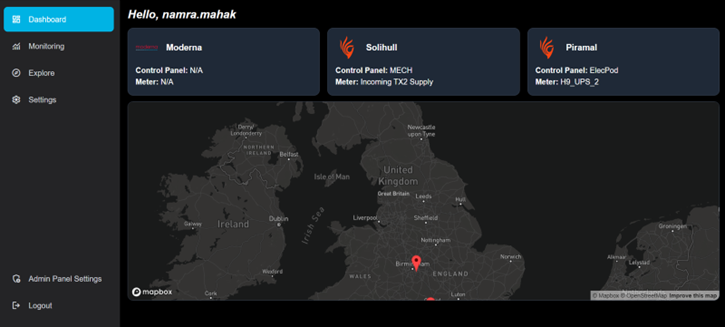 Dashboard
Monitoring
Explore
Settings
Admin Panel Settings
Logout
Hello, namra.mahak
Moderna
Control Panel: N/A
Meter: N/A
Solihull
Control Panel: MECH
Meter: Incoming TX2 Supply
Piramal
Control Panel: ElecPod
Meter: H9_UPS_2
Newcastle
upon Tyne
Derry/
Londonderry
NORTHERN
IRELAND
Belfast
Isle of Man
United
Kingdom
Great Britain
Leeds
Hull
Irish Sea
Galway
Ireland
Dublin
Liverpool
Sheffield
Nottingham
Norwich
Groningen
Wexford
WALES
Birmingham
ENGLAND
Alkmaar
Lelystad
Cork
Luton
mapbox
© Mapbox © OpenStreetMap Improve this map